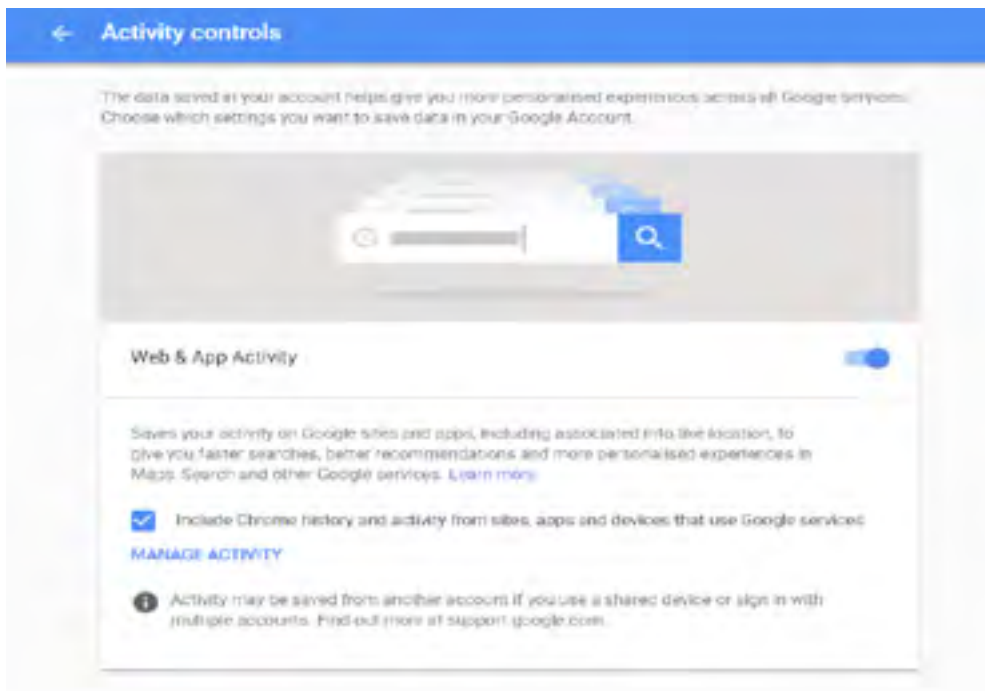 Activity controls
The data saved in your account helps give you more personalised experiences across all Google services.
Choose which settings you want to save data in your Google Account.
Web & App Activity
Saves your activity on Google sites and apps, including associated info like location, to
give you faster searches, better recommendations and more personalised experiences in
Maps, Search and other Google services. Learn more
Include Chrome history and activity from sites, apps and devices that use Google services
MANAGE ACTIVITY
Activity may be saved from another account if you use a shared device or sign in with
multiple accounts. Find out more at support.google.com.